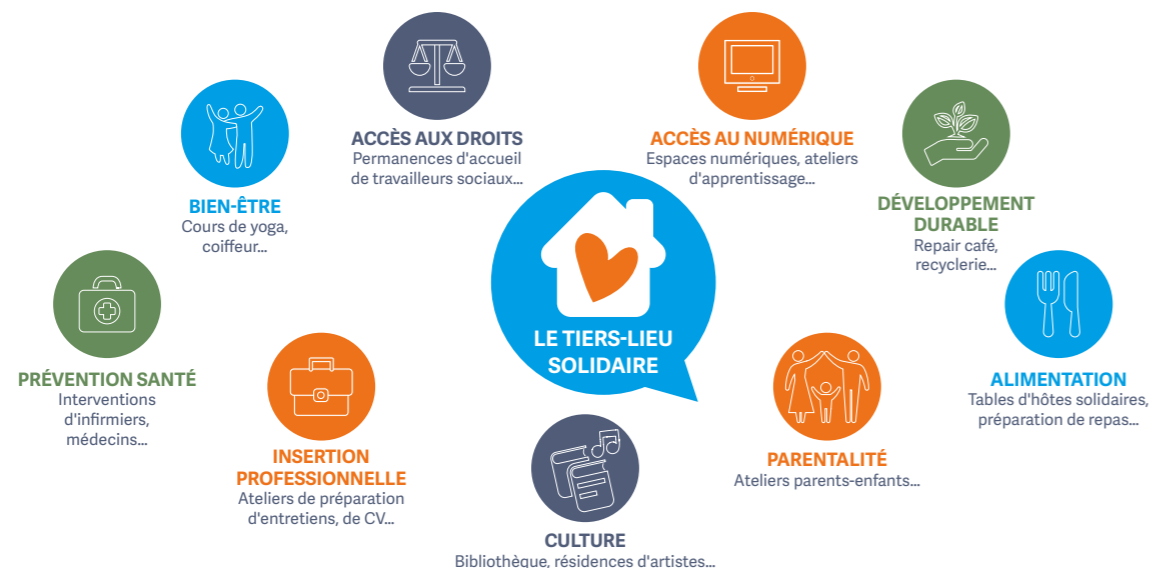 ACCÈS AUX DROITS
Permanences d'accueil
de travailleurs sociaux...
ACCÈS AU NUMÉRIQUE
Espaces numériques, ateliers
d'apprentissage...
BIEN-ÊTRE
Cours de yoga,
coiffeur...
DÉVELOPPEMENT
DURABLE
Repair café,
recyclerie...
LE TIERS-LIEU
SOLIDAIRE
PRÉVENTION SANTÉ
Interventions
d'infirmiers,
médecins...
ALIMENTATION
Tables d'hôtes solidaires,
préparation de repas...
INSERTION
PROFESSIONNELLE
Ateliers de préparation
d'entretiens, de CV...
PARENTALITÉ
Ateliers parents-enfants...
CULTURE
Bibliothèque, résidences d'artistes...